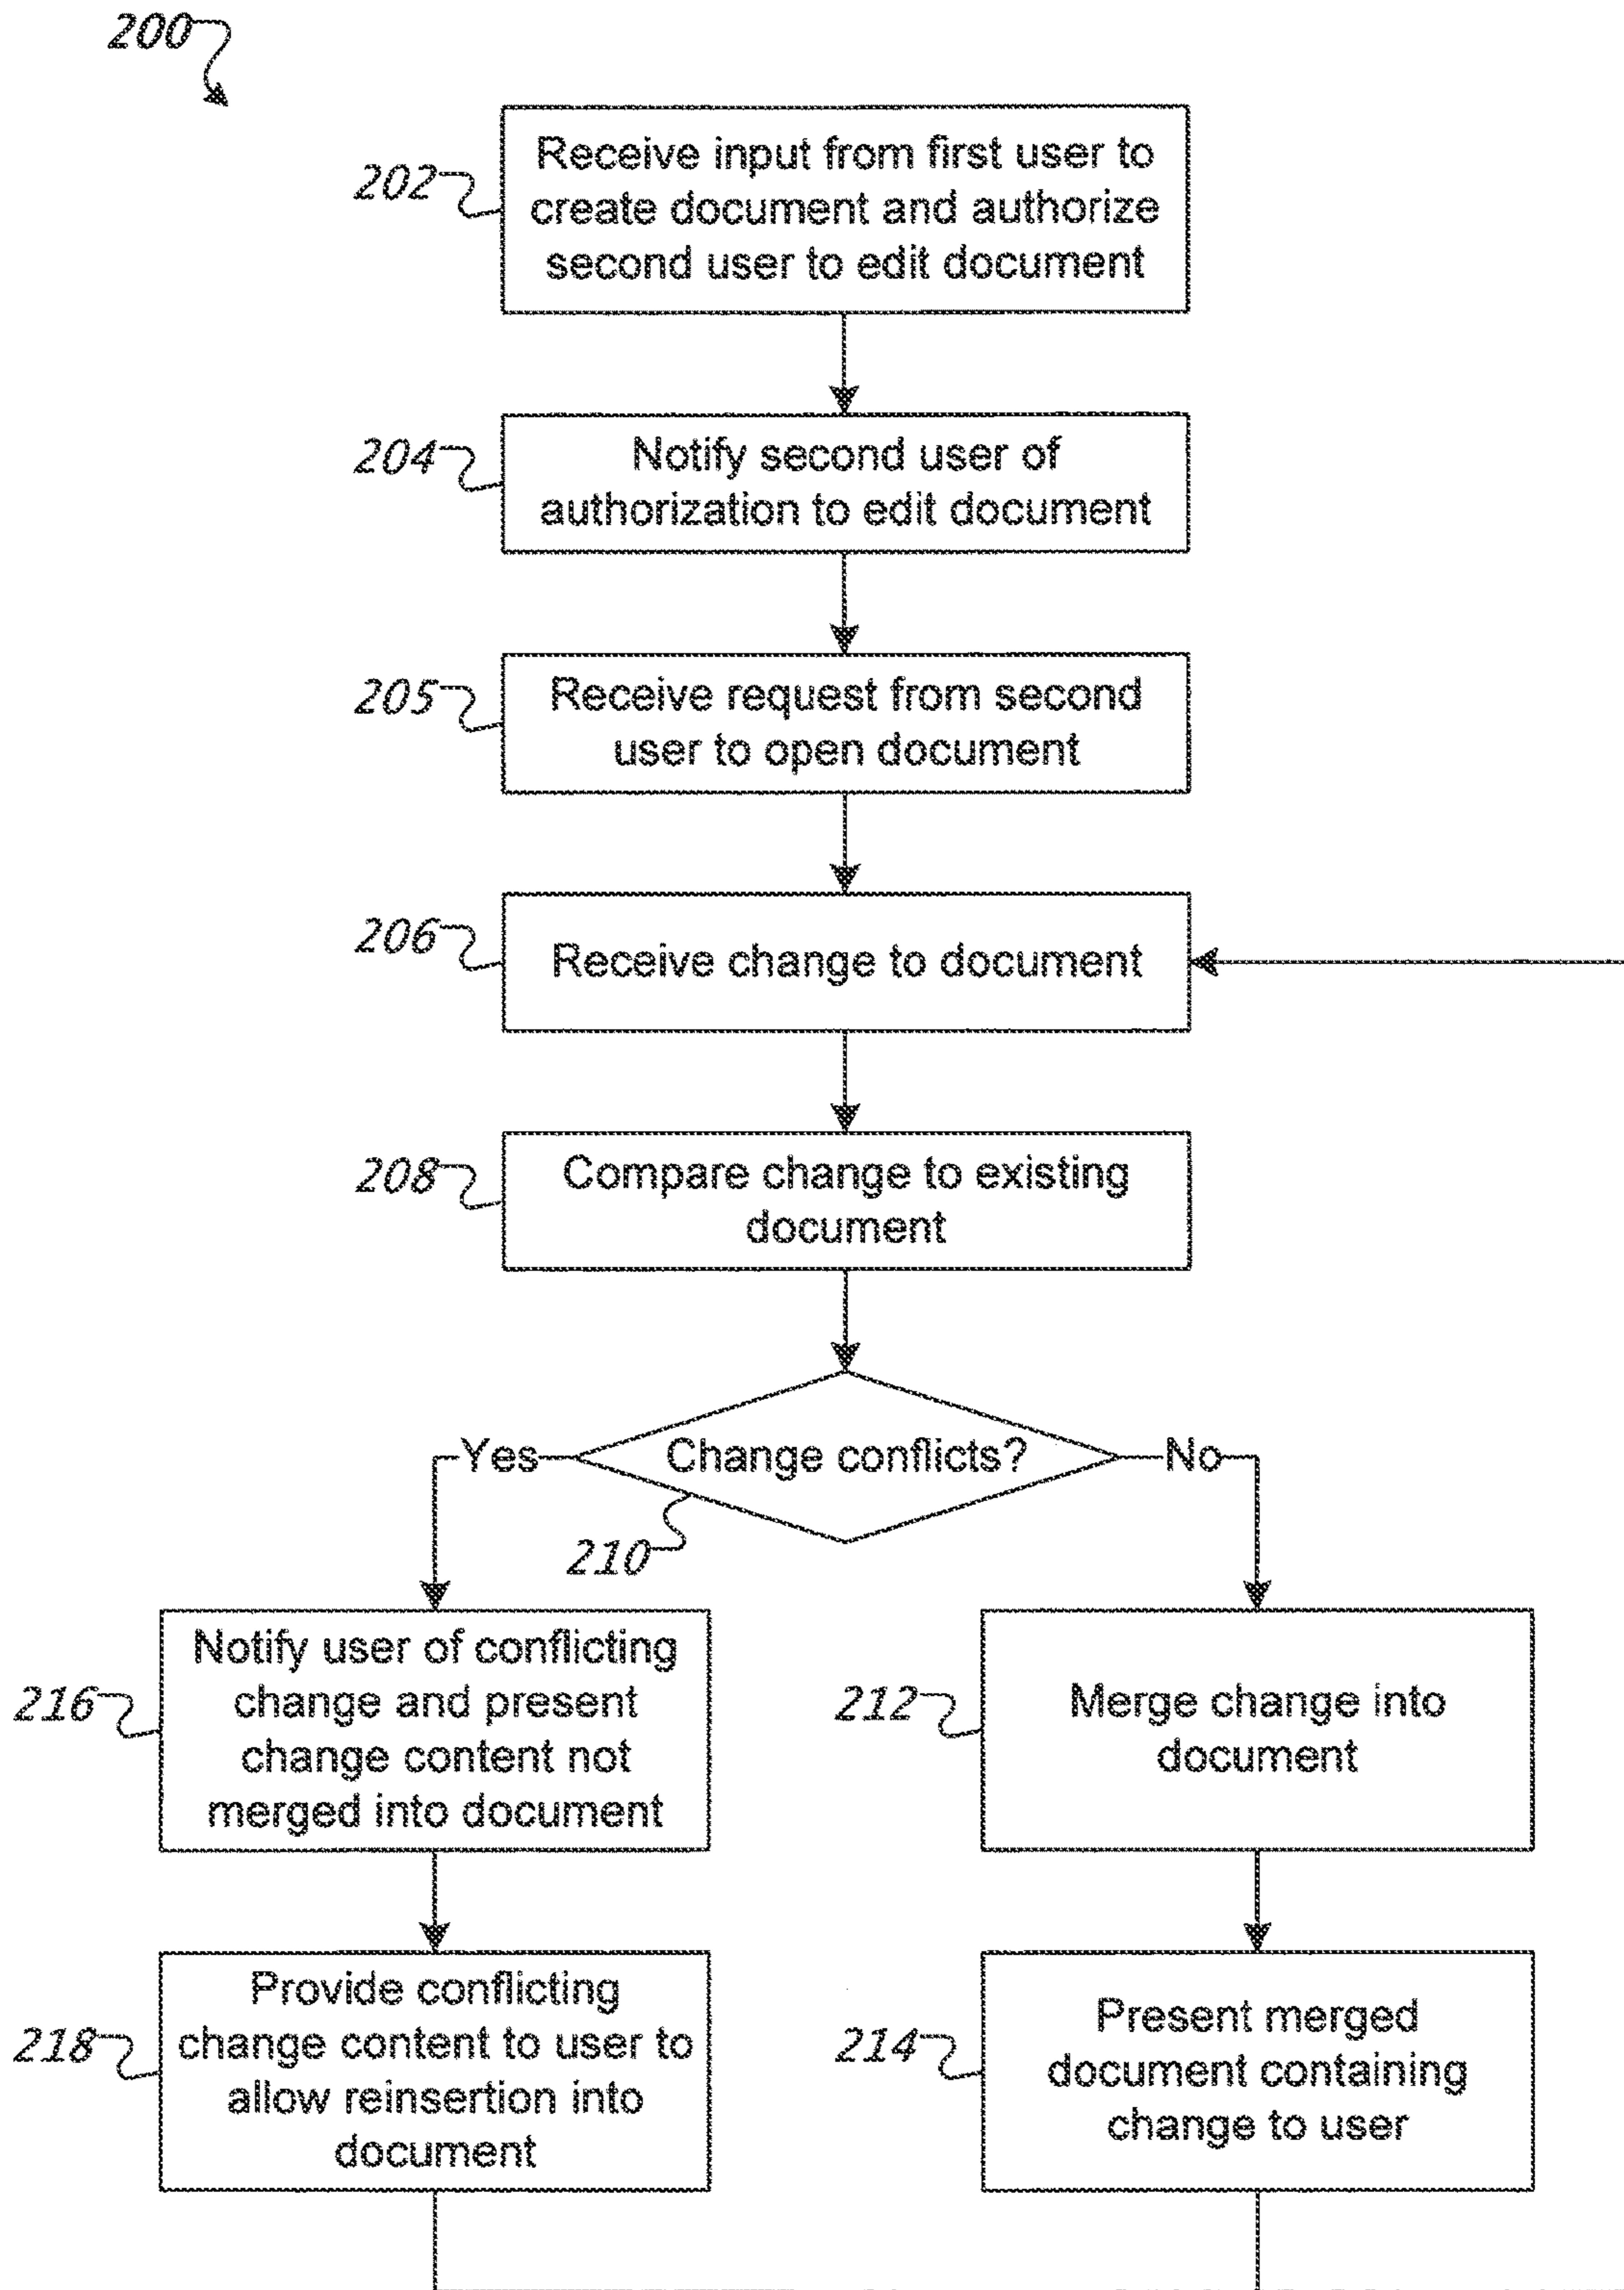 200
202
Receive input from first user to
create document and authorize
second user to edit document
204
Notify second user of
authorization to edit document
205
Receive request from second
user to open document
206
Receive change to document
208
Compare change to existing
document
Yes
Change conflicts?
No
210
216
Notify user of conflicting
change and present
change content not
merged into document
212
Merge change into
document
218
Provide conflicting
change content to user to
allow reinsertion into
document
214
Present merged
document containing
change to user